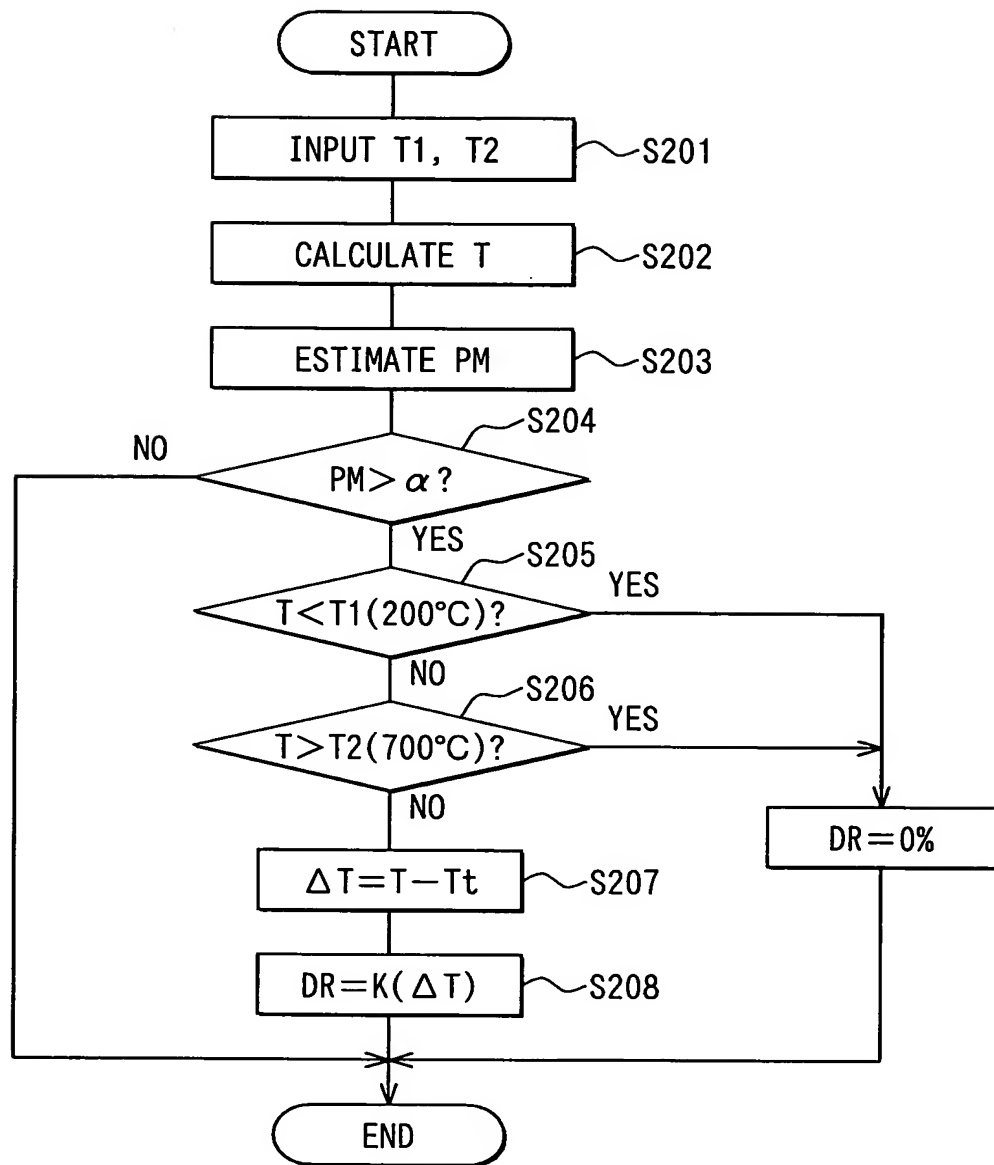 START
INPUT T1, T2
S201
CALCULATE T
S202
ESTIMATE PM
S203
S204
NO
PM>α?
YES
S205
YES
T<T1(200°C)?
NO
S206
YES
T>T2(700°C)?
NO
DR=0%
ΔT=T−Tt
S207
DR=K(ΔT)
S208
END